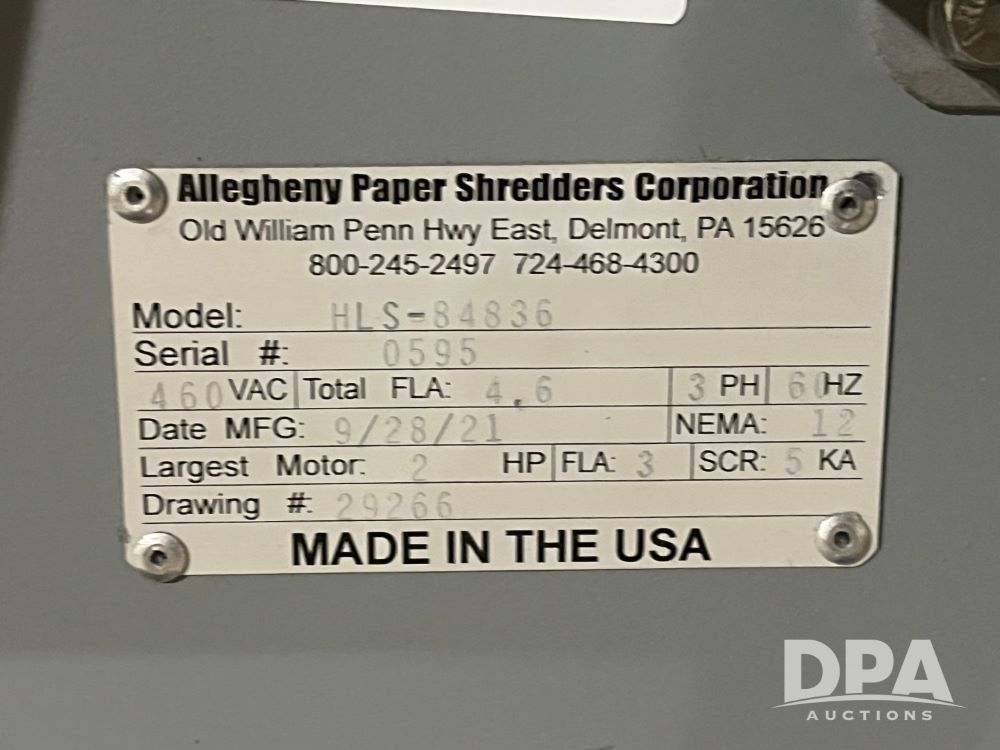 Allegheny Paper Shredders Corporation
Old William Penn Hwy East, Delmont, PA 15626
800-245-2497 724-468-4300
Model: HLS-84836
Serial #: 0595
460 VAC Total FLA: 4.6 3 PH 60 HZ
Date MFG: 9/28/21 NEMA: 12
Largest Motor: 2 HP FLA: 3 SCR: 5 KA
Drawing #: 29266
MADE IN THE USA
DPA
AUCTIONS